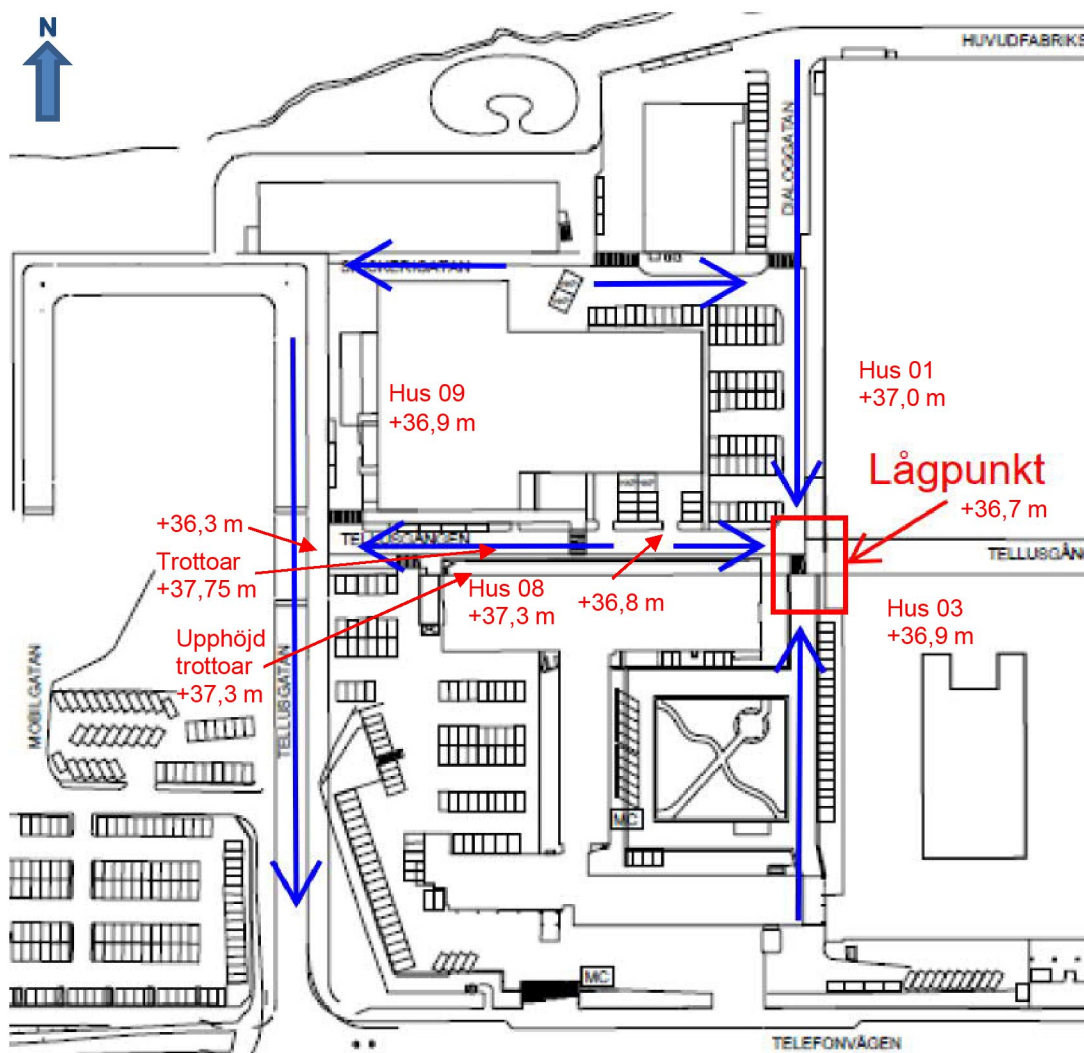 N
HUVUDFABRIKS
DIALOGGATAN
Hus 01
+37,0 m
Hus 09
+36,9 m
Lågpunkt
+36,7 m
+36,3 m
TELLUSGÅNGEN
TELLUSGÅN
Trottoar
+37,75 m
Hus 08
+37,3 m
+36,8 m
Hus 03
+36,9 m
Upphöjd
trottoar
+37,3 m
MOBILGATAN
TELLUSGATAN
MC
MC
TELEFONVÄGEN